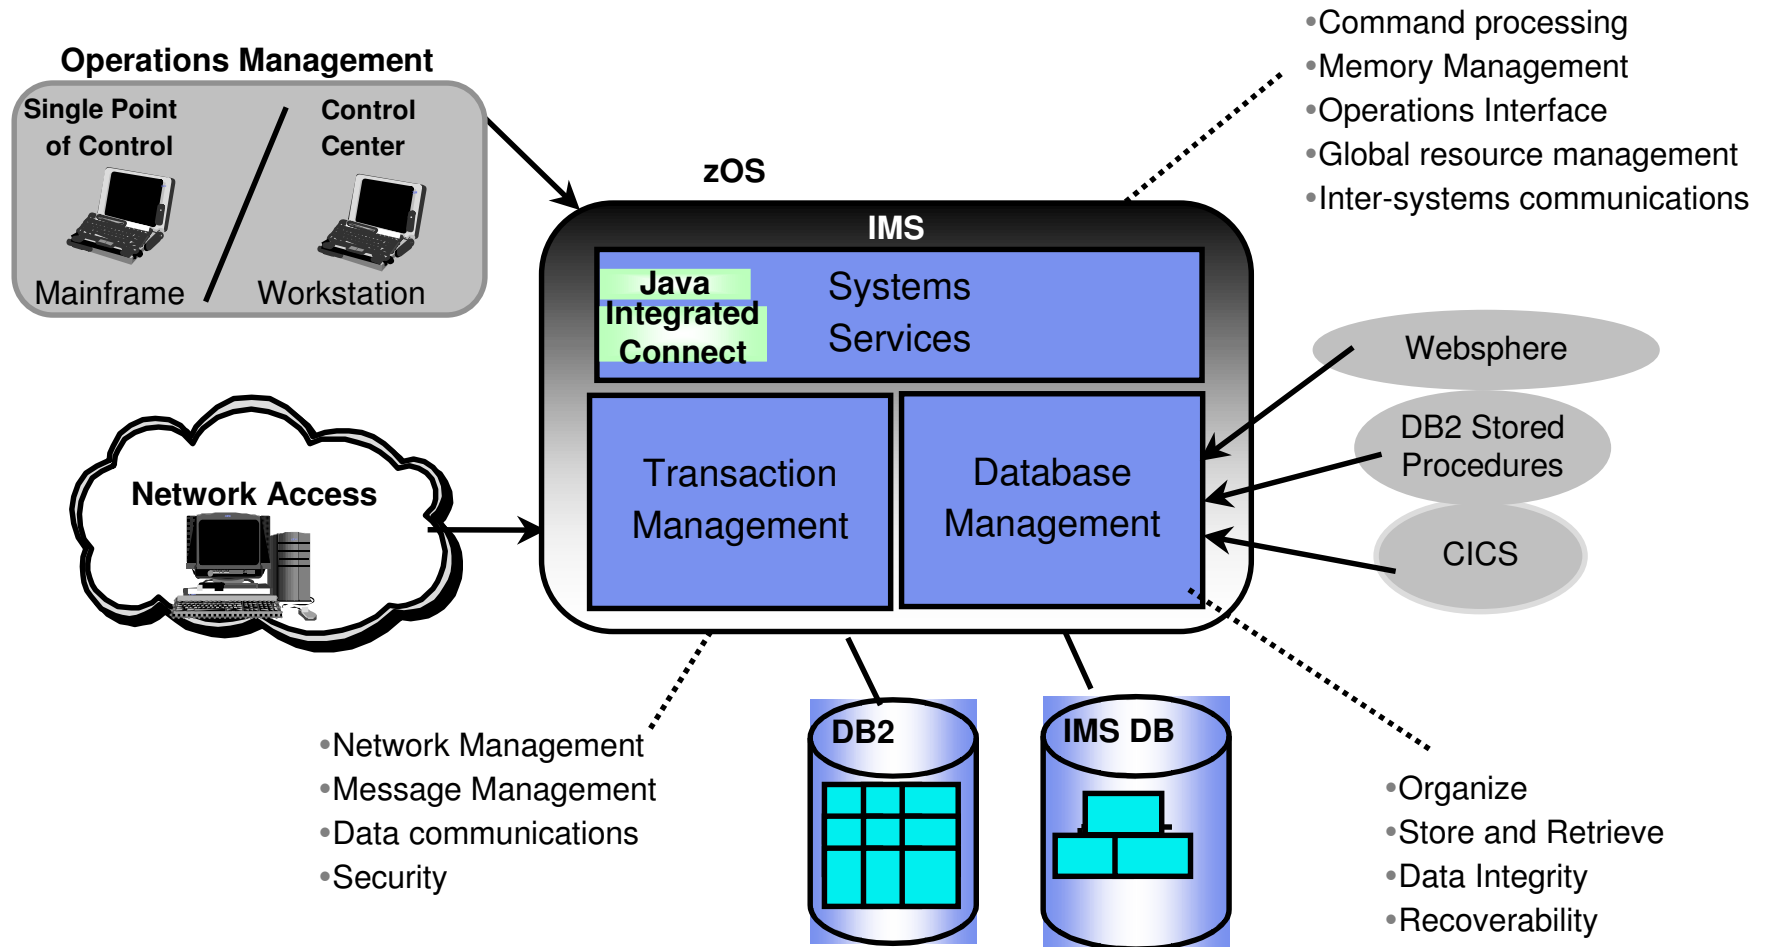 Operations Management
Single Point
of Control
Control
Center
Mainframe
Workstation
•Command processing
•Memory Management
•Operations Interface
•Global resource management
•Inter-systems communications
zOS
IMS
Java
Integrated
Connect
Systems
Services
Transaction
Management
Database
Management
Network Access
Websphere
DB2 Stored
Procedures
CICS
•Network Management
•Message Management
•Data communications
•Security
DB2
IMS DB
•Organize
•Store and Retrieve
•Data Integrity
•Recoverability